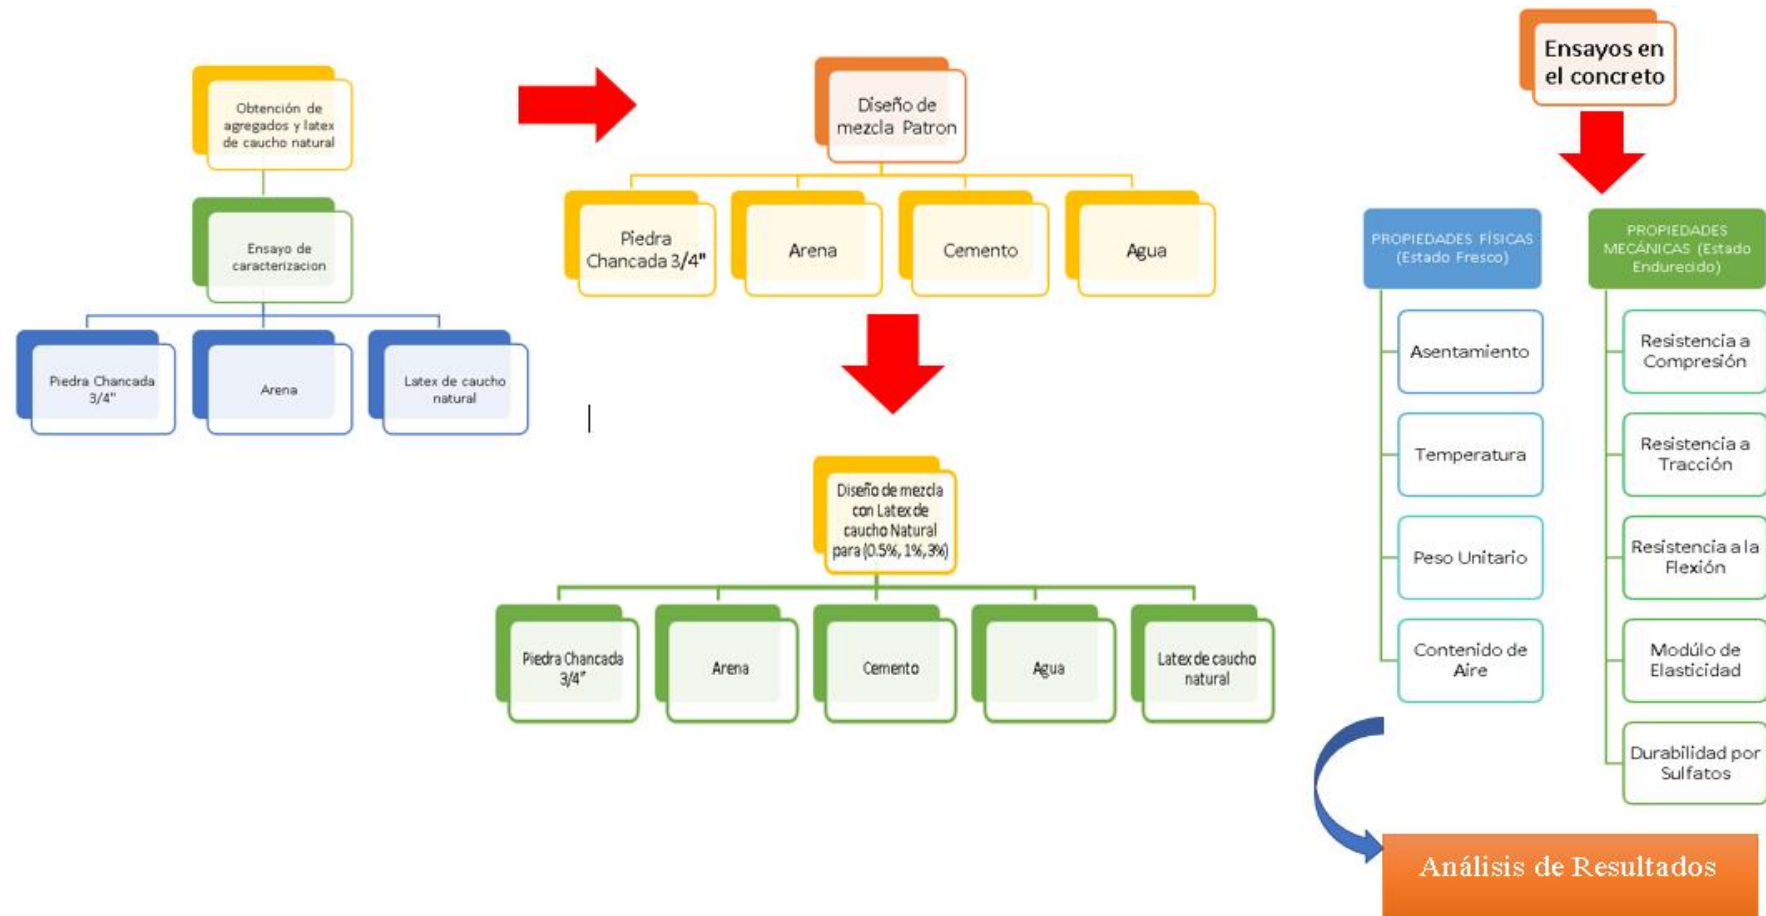 Obtención de
agregados y latex
de caucho natural
Ensayo de
caracterizacion
Piedra Chancada
3/4"
Arena
Latex de caucho
natural
Diseño de
mezcla Patron
Piedra
Chancada 3/4"
Arena
Cemento
Agua
Diseño de mezcla
con Latex de
caucho Natural
para (0.5%, 1%,3%)
Piedra Chancada
3/4"
Arena
Cemento
Agua
Latex de caucho
natural
Ensayos en
el concreto
PROPIEDADES FÍSICAS
(Estado Fresco)
Asentamiento
Temperatura
Peso Unitario
Contenido de
Aire
PROPIEDADES
MECÁNICAS (Estado
Endurecido)
Resistencia a
Compresión
Resistencia a
Tracción
Resistencia a la
Flexión
Modúlo de
Elasticidad
Durabilidad por
Sulfatos
Análisis de Resultados